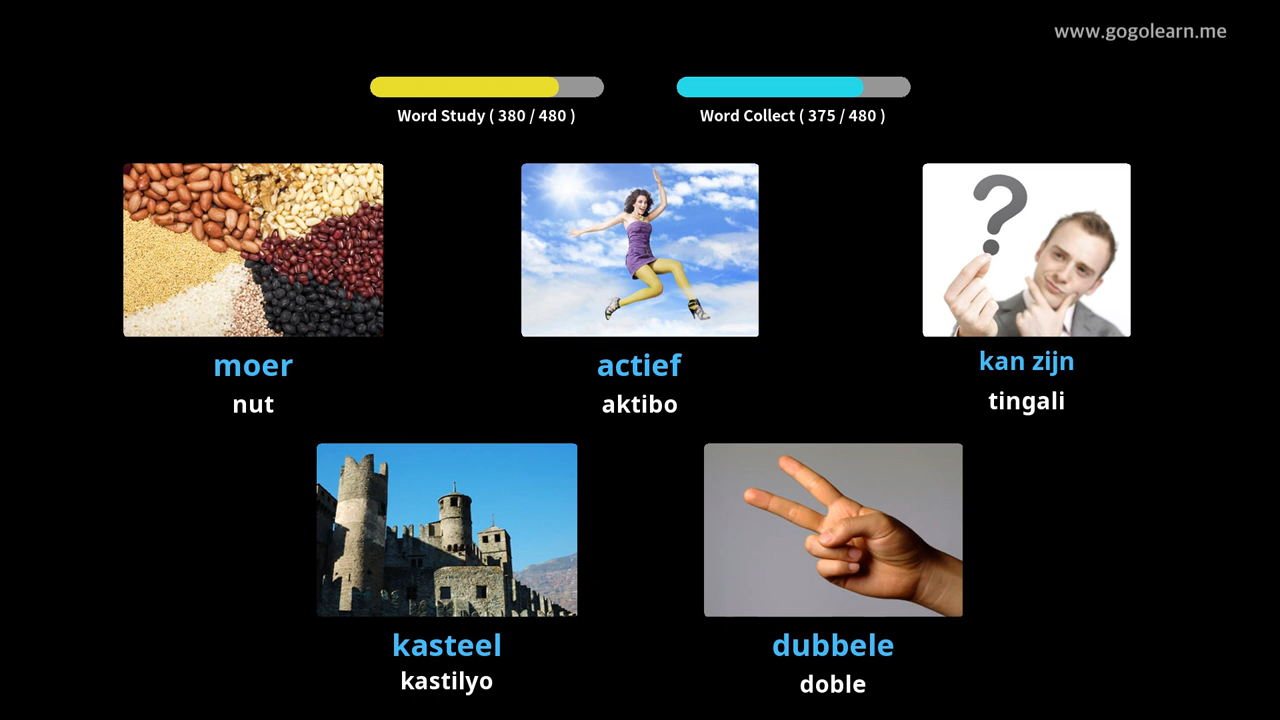 www.gogolearn.me
Word Study ( 380 / 480 )
Word Collect ( 375 / 480 )
moer
nut
actief
aktibo
kan zijn
tingali
kasteel
kastilyo
dubbele
doble